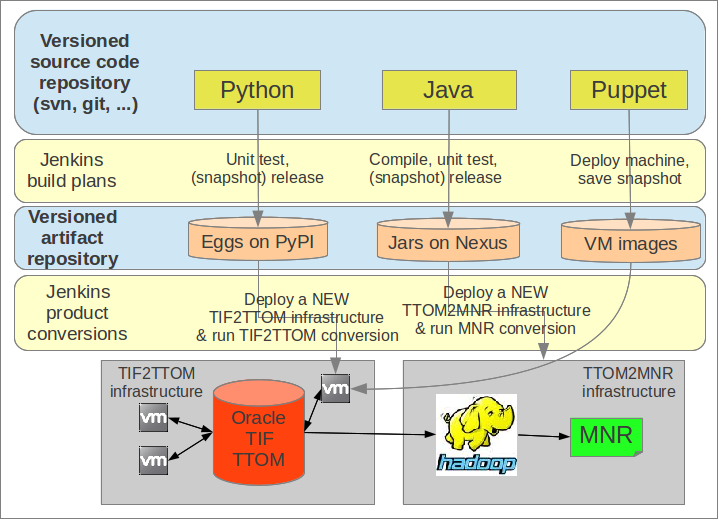 Versioned
source code
repository
(svn, git, ...)
Python
Java
Puppet
Jenkins
build plans
Unit test,
(snapshot) release
Compile, unit test,
(snapshot) release
Deploy machine,
save snapshot
Versioned
artifact
repository
Eggs on PyPI
Jars on Nexus
VM images
Jenkins
product
conversions
Deploy a NEW
TIF2TTOM infrastructure
& run TIF2TTOM conversion
Deploy a NEW
TTOM2MNR infrastructure
& run MNR conversion
TIF2TTOM
infrastructure
vm
vm
vm
Oracle
TIF
TTOM
TTOM2MNR
infrastructure
hadoop
MNR